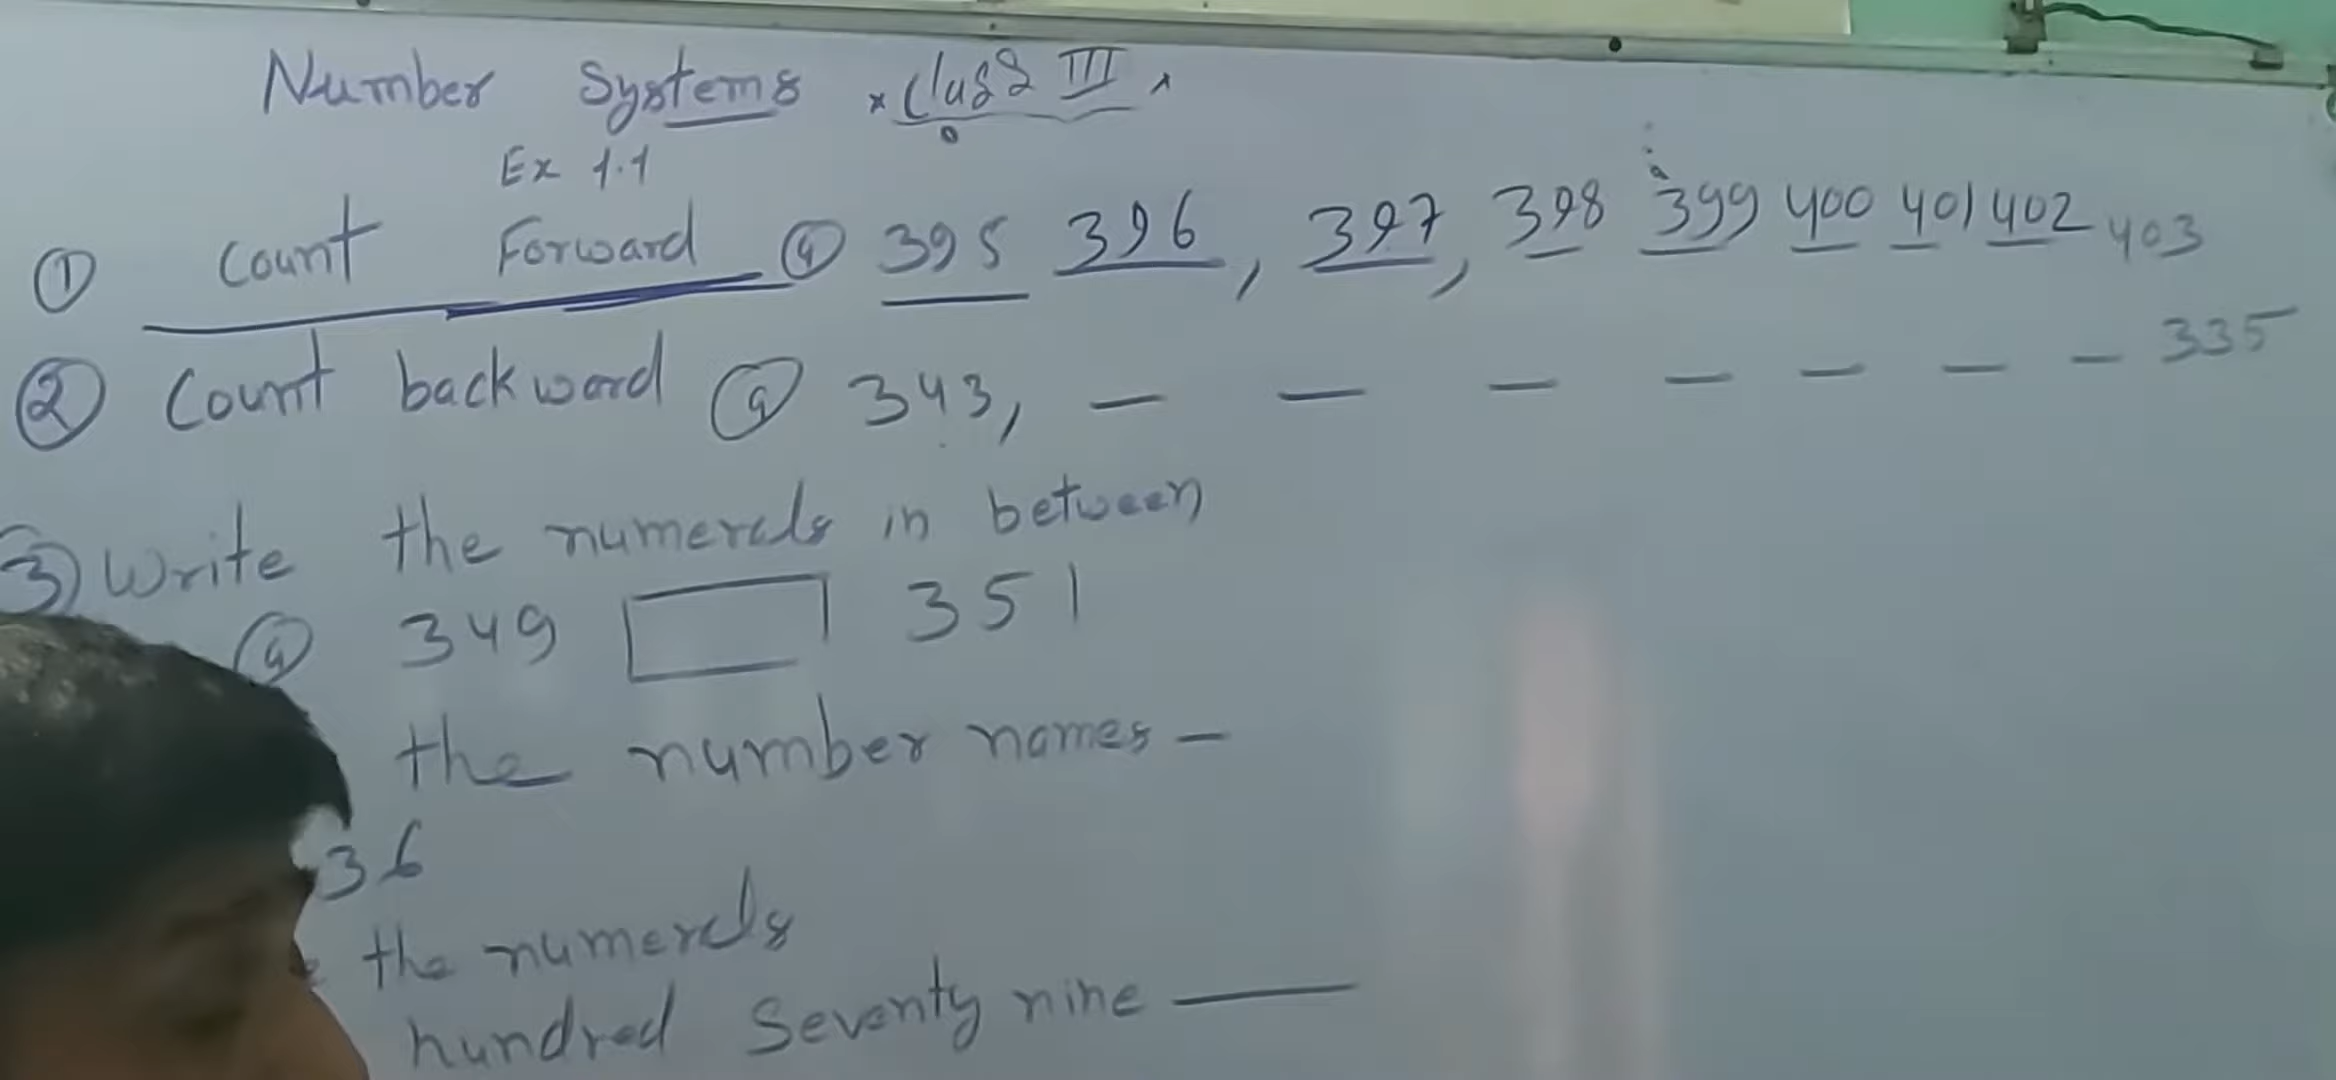 Number Systems × Class III ×
Ex 1.1
① Count Forward ⓐ 395 396, 397, 398 399 400 401 402 403
② Count backward ⓐ 343, — — — — — — — 335
③ Write the numerals in between
ⓐ 349 351
the number names —
36
the numerals
hundred Seventy nine —